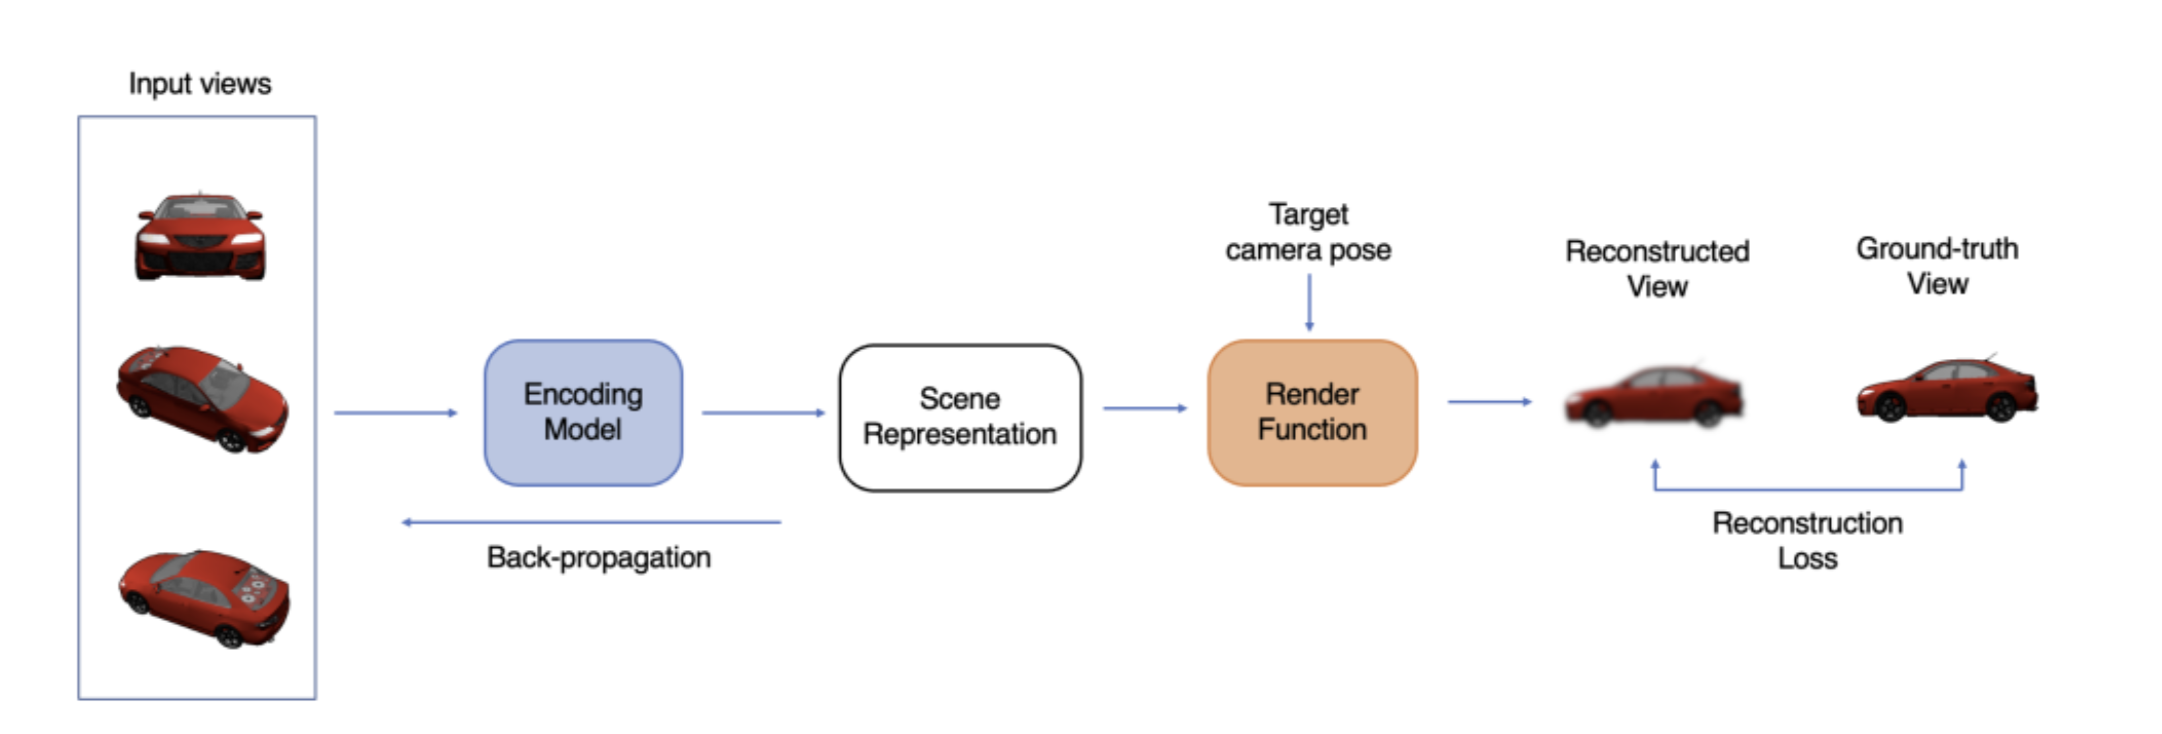 Input views
Encoding
Model
Back-propagation
Scene
Representation
Target
camera pose
Render
Function
Reconstructed
View
Ground-truth
View
Reconstruction
Loss